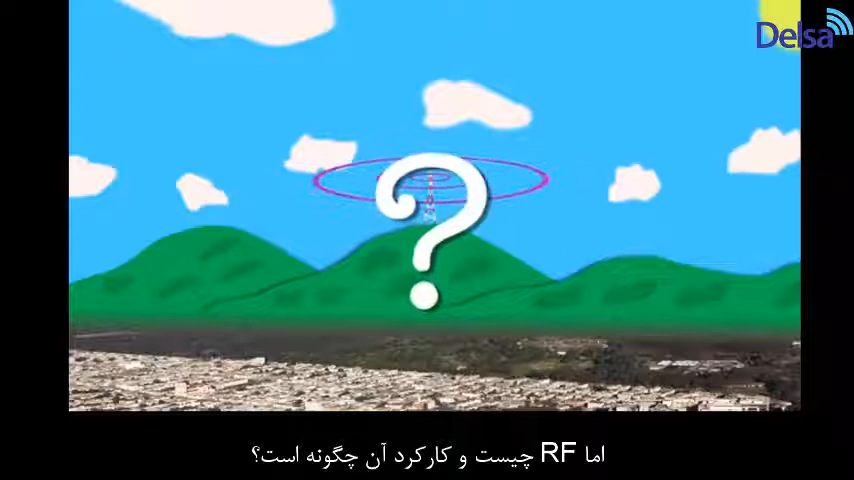 Delsa
اما RF چیست و کارکرد آن چگونه است؟